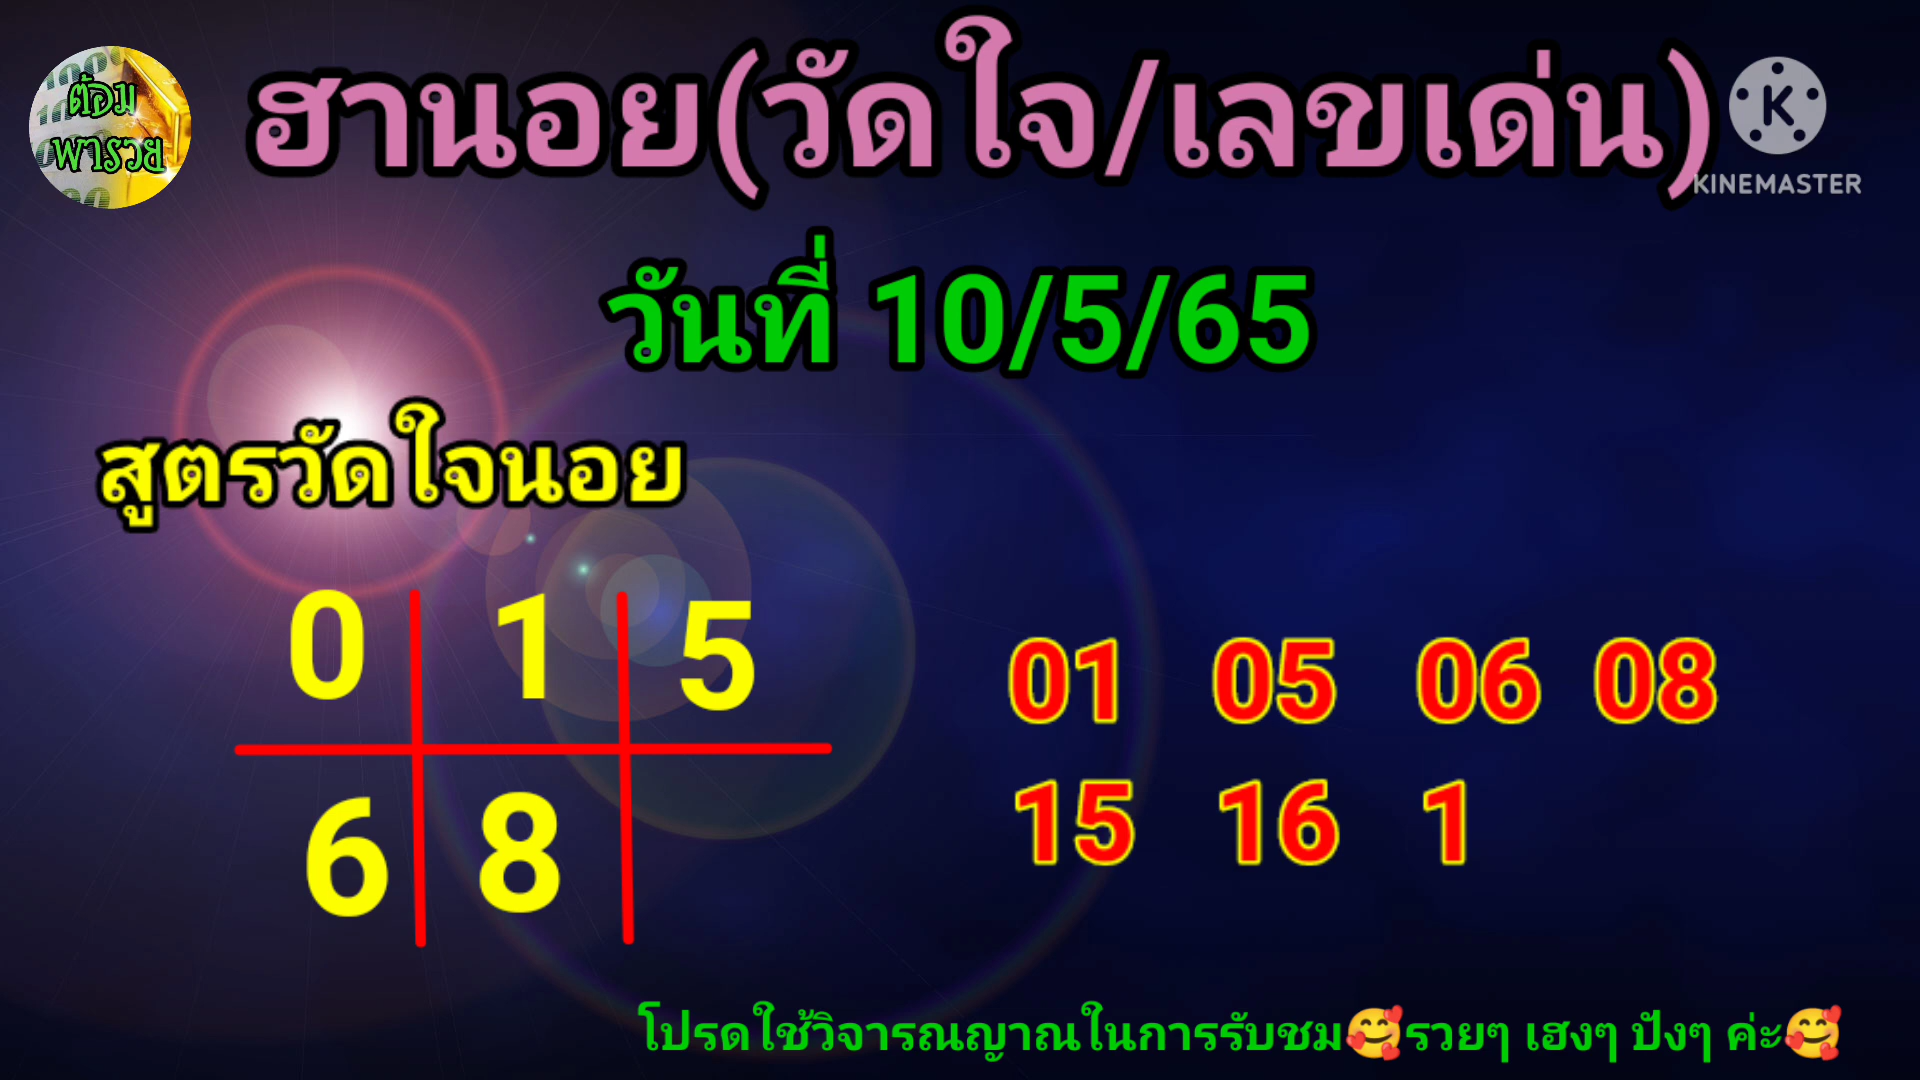 ต้อม
พารวย
ฮานอย(วัดใจ/เลขเด่น)
KINEMASTER
วันที่ 10/5/65
สูตรวัดใจนอย
0 1 5
6 8
01 05 06 08
15 16 1
โปรดใช้วิจารณญาณในการรับชม🥰รวยๆ เฮงๆ ปังๆ ค่ะ🥰